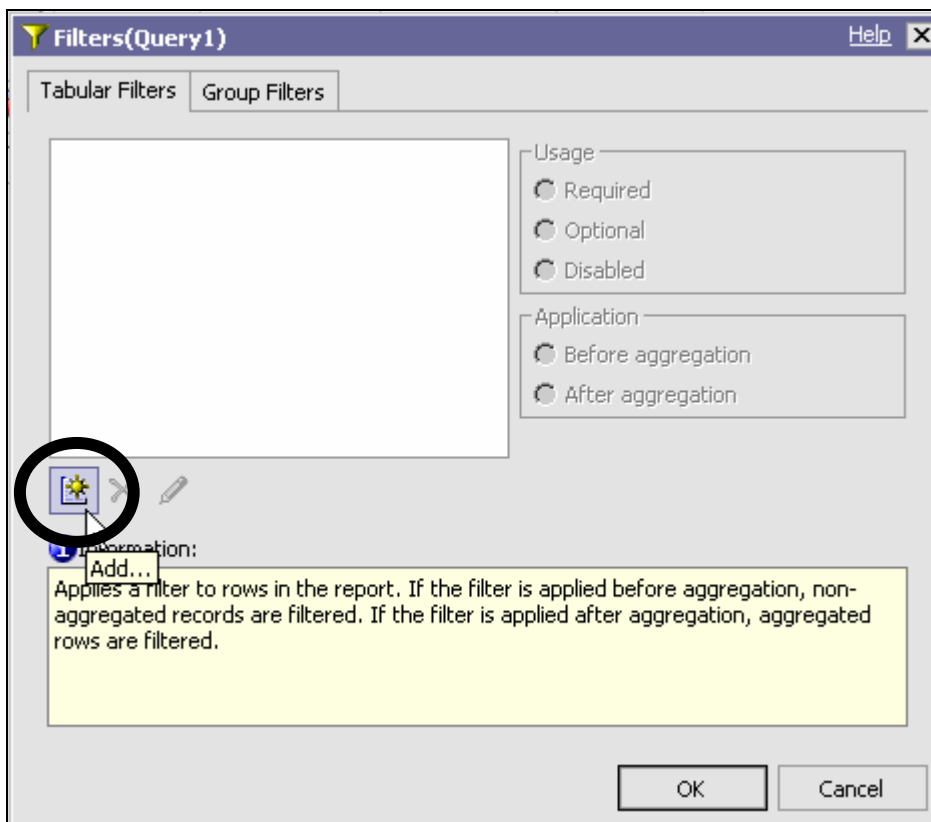 Filters(Query1)
Help
Tabular Filters
Group Filters
Usage
Required
Optional
Disabled
Application
Before aggregation
After aggregation
Add...
Information:
Applies a filter to rows in the report. If the filter is applied before aggregation, non-
aggregated records are filtered. If the filter is applied after aggregation, aggregated
rows are filtered.
OK
Cancel